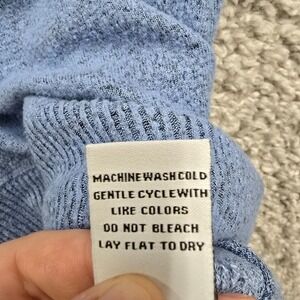 MACHINE WASH COLD
GENTLE CYCLE WITH
LIKE COLORS
DO NOT BLEACH
LAY FLAT TO DRY